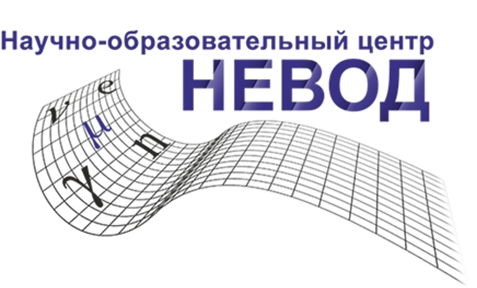 Научно-образовательный центр
НЕВОД
ν e
μ n
γ